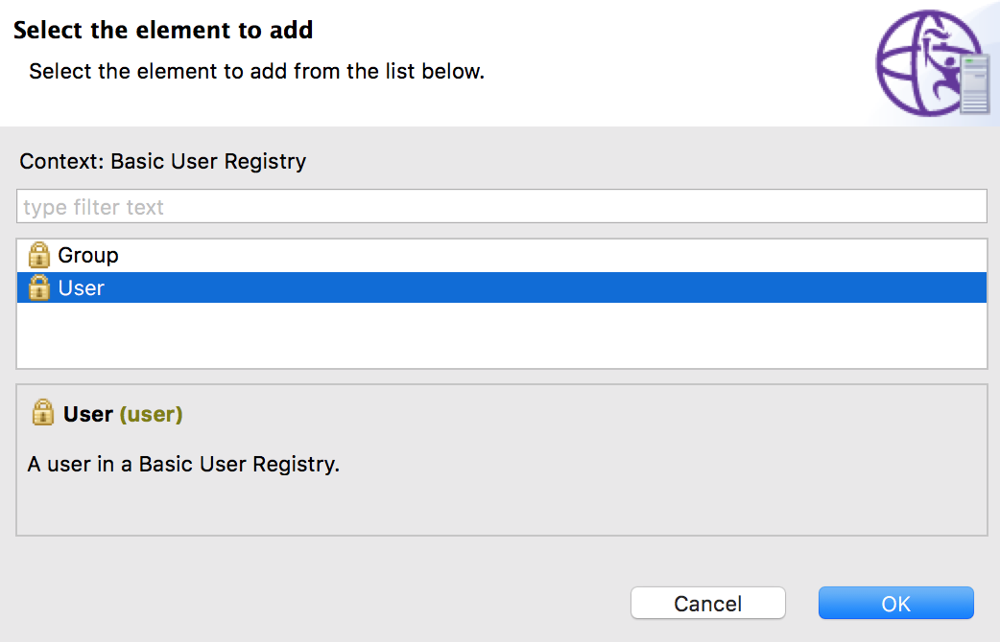 Select the element to add
Select the element to add from the list below.
Context: Basic User Registry
type filter text
Group
User
User (user)
A user in a Basic User Registry.
Cancel
OK